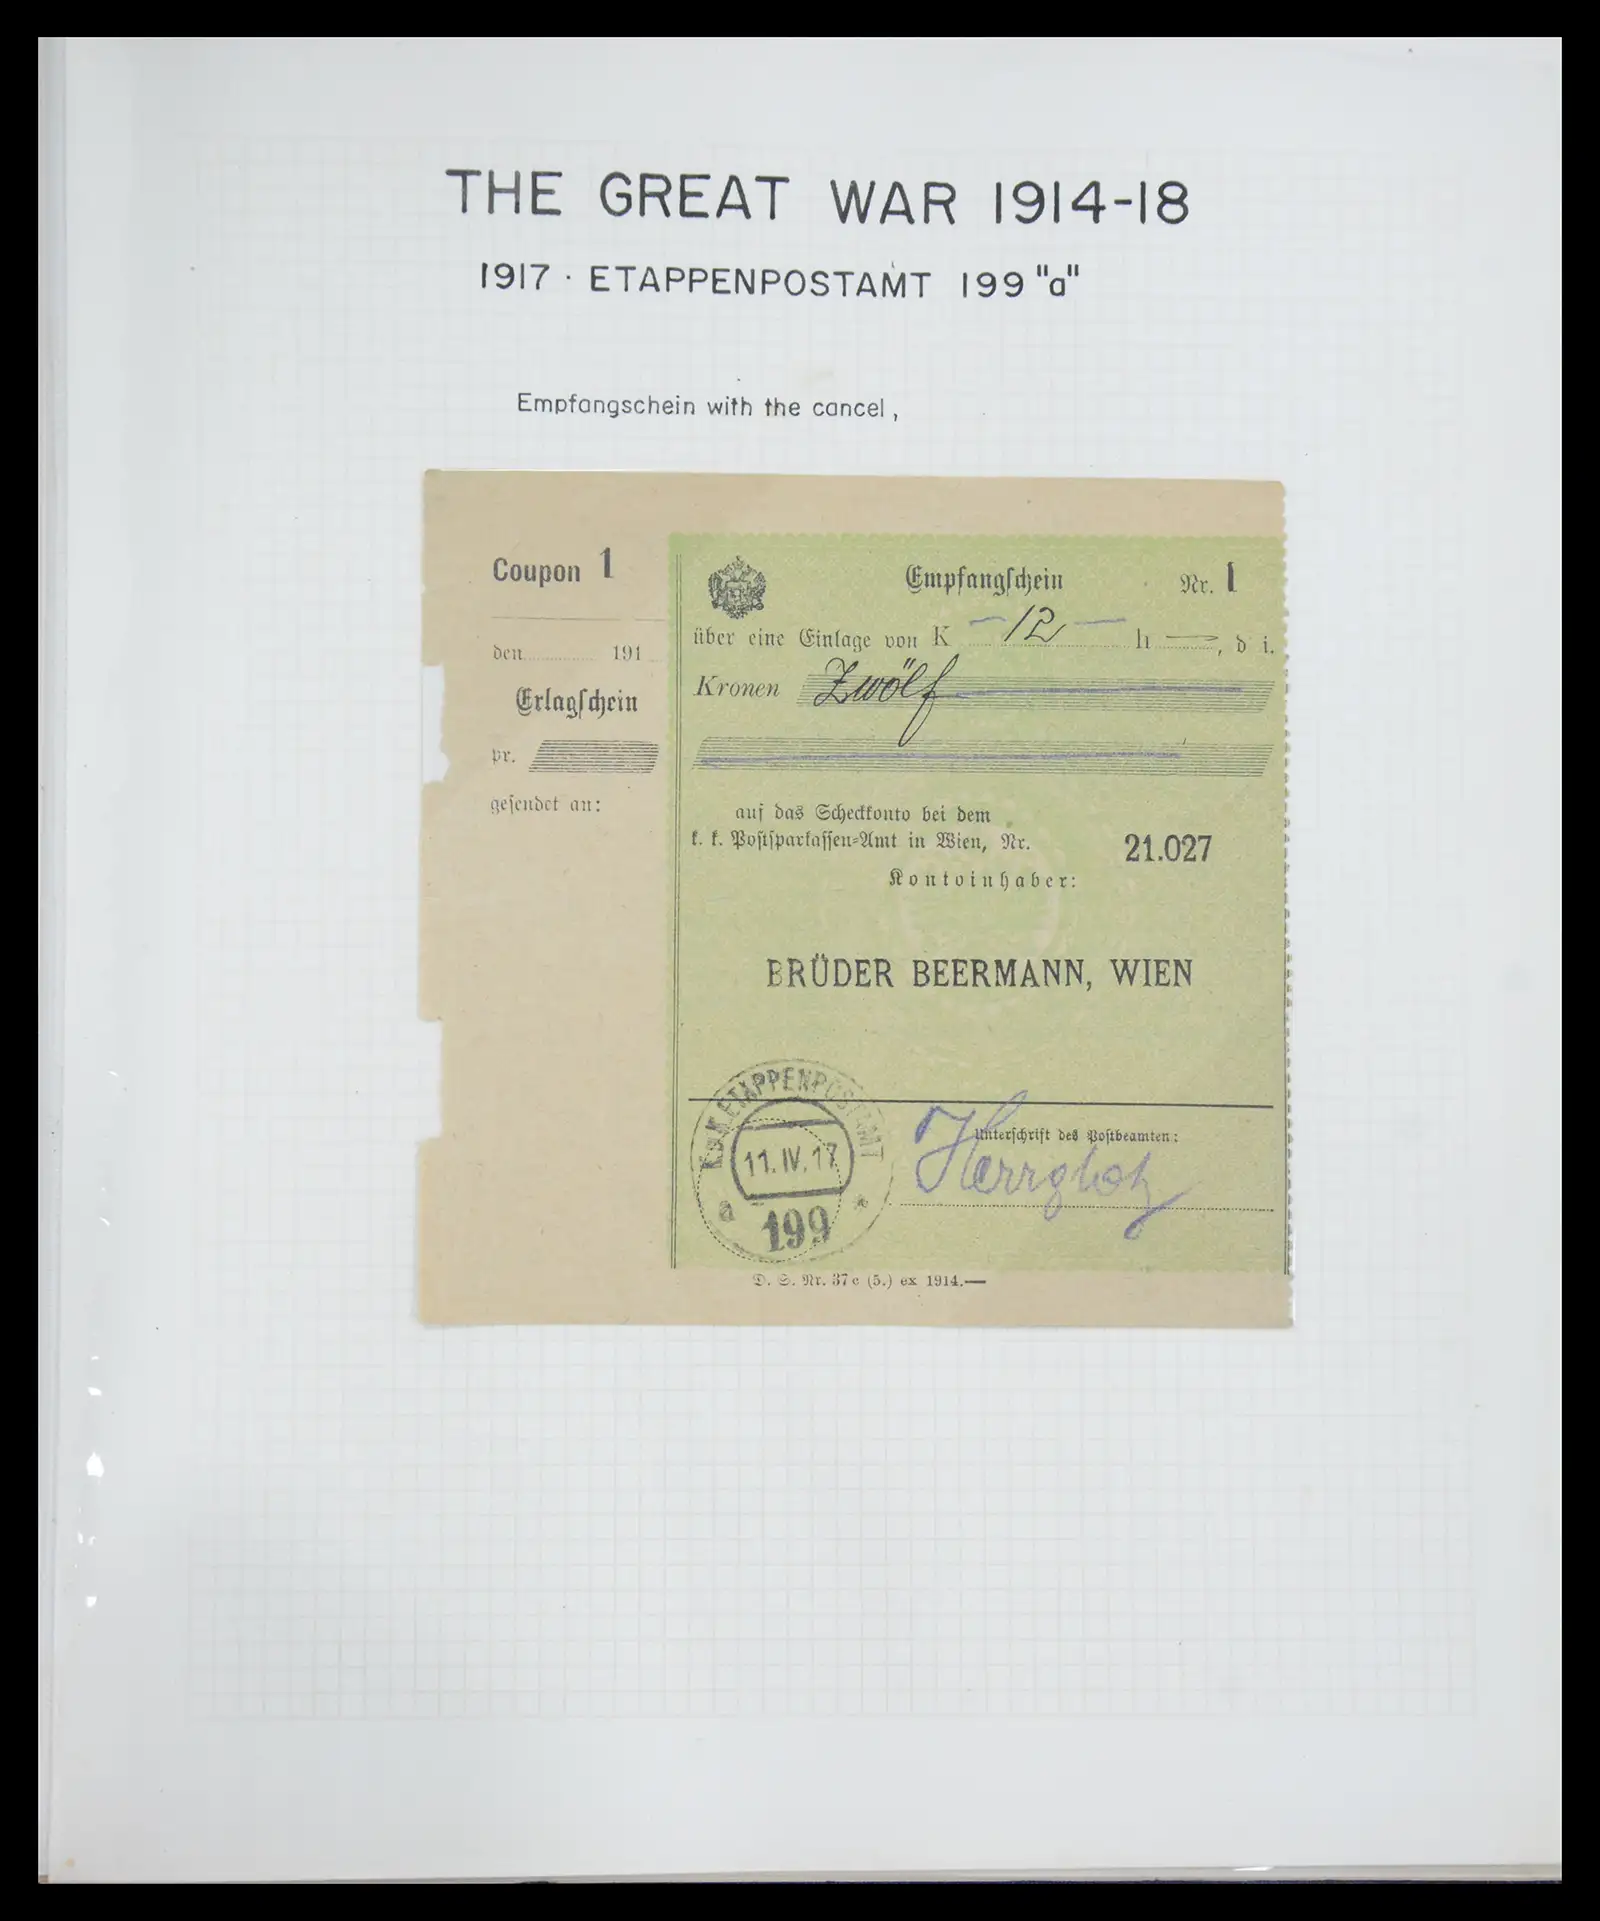 THE GREAT WAR 1914-18
1917 · ETAPPENPOSTAMT 199 "a"
Empfangschein with the cancel,
Coupon 1
den 191
Erlagschein
pr.
gesendet an:
Empfangschein Nr. 1
über eine Einlage von K – 12 – h —, d i.
Kronen Zwölf
auf das Scheckkonto bei dem
k. k. Postsparkassen-Amt in Wien, Nr. 21.027
Kontoinhaber:
BRÜDER BEERMANN, WIEN
K.u.K. ETAPPENPOSTAMT
11.IV.17
a *
199
Unterschrift des Postbeamten:
D. S. Nr. 37 c (5.) ex 1914.—